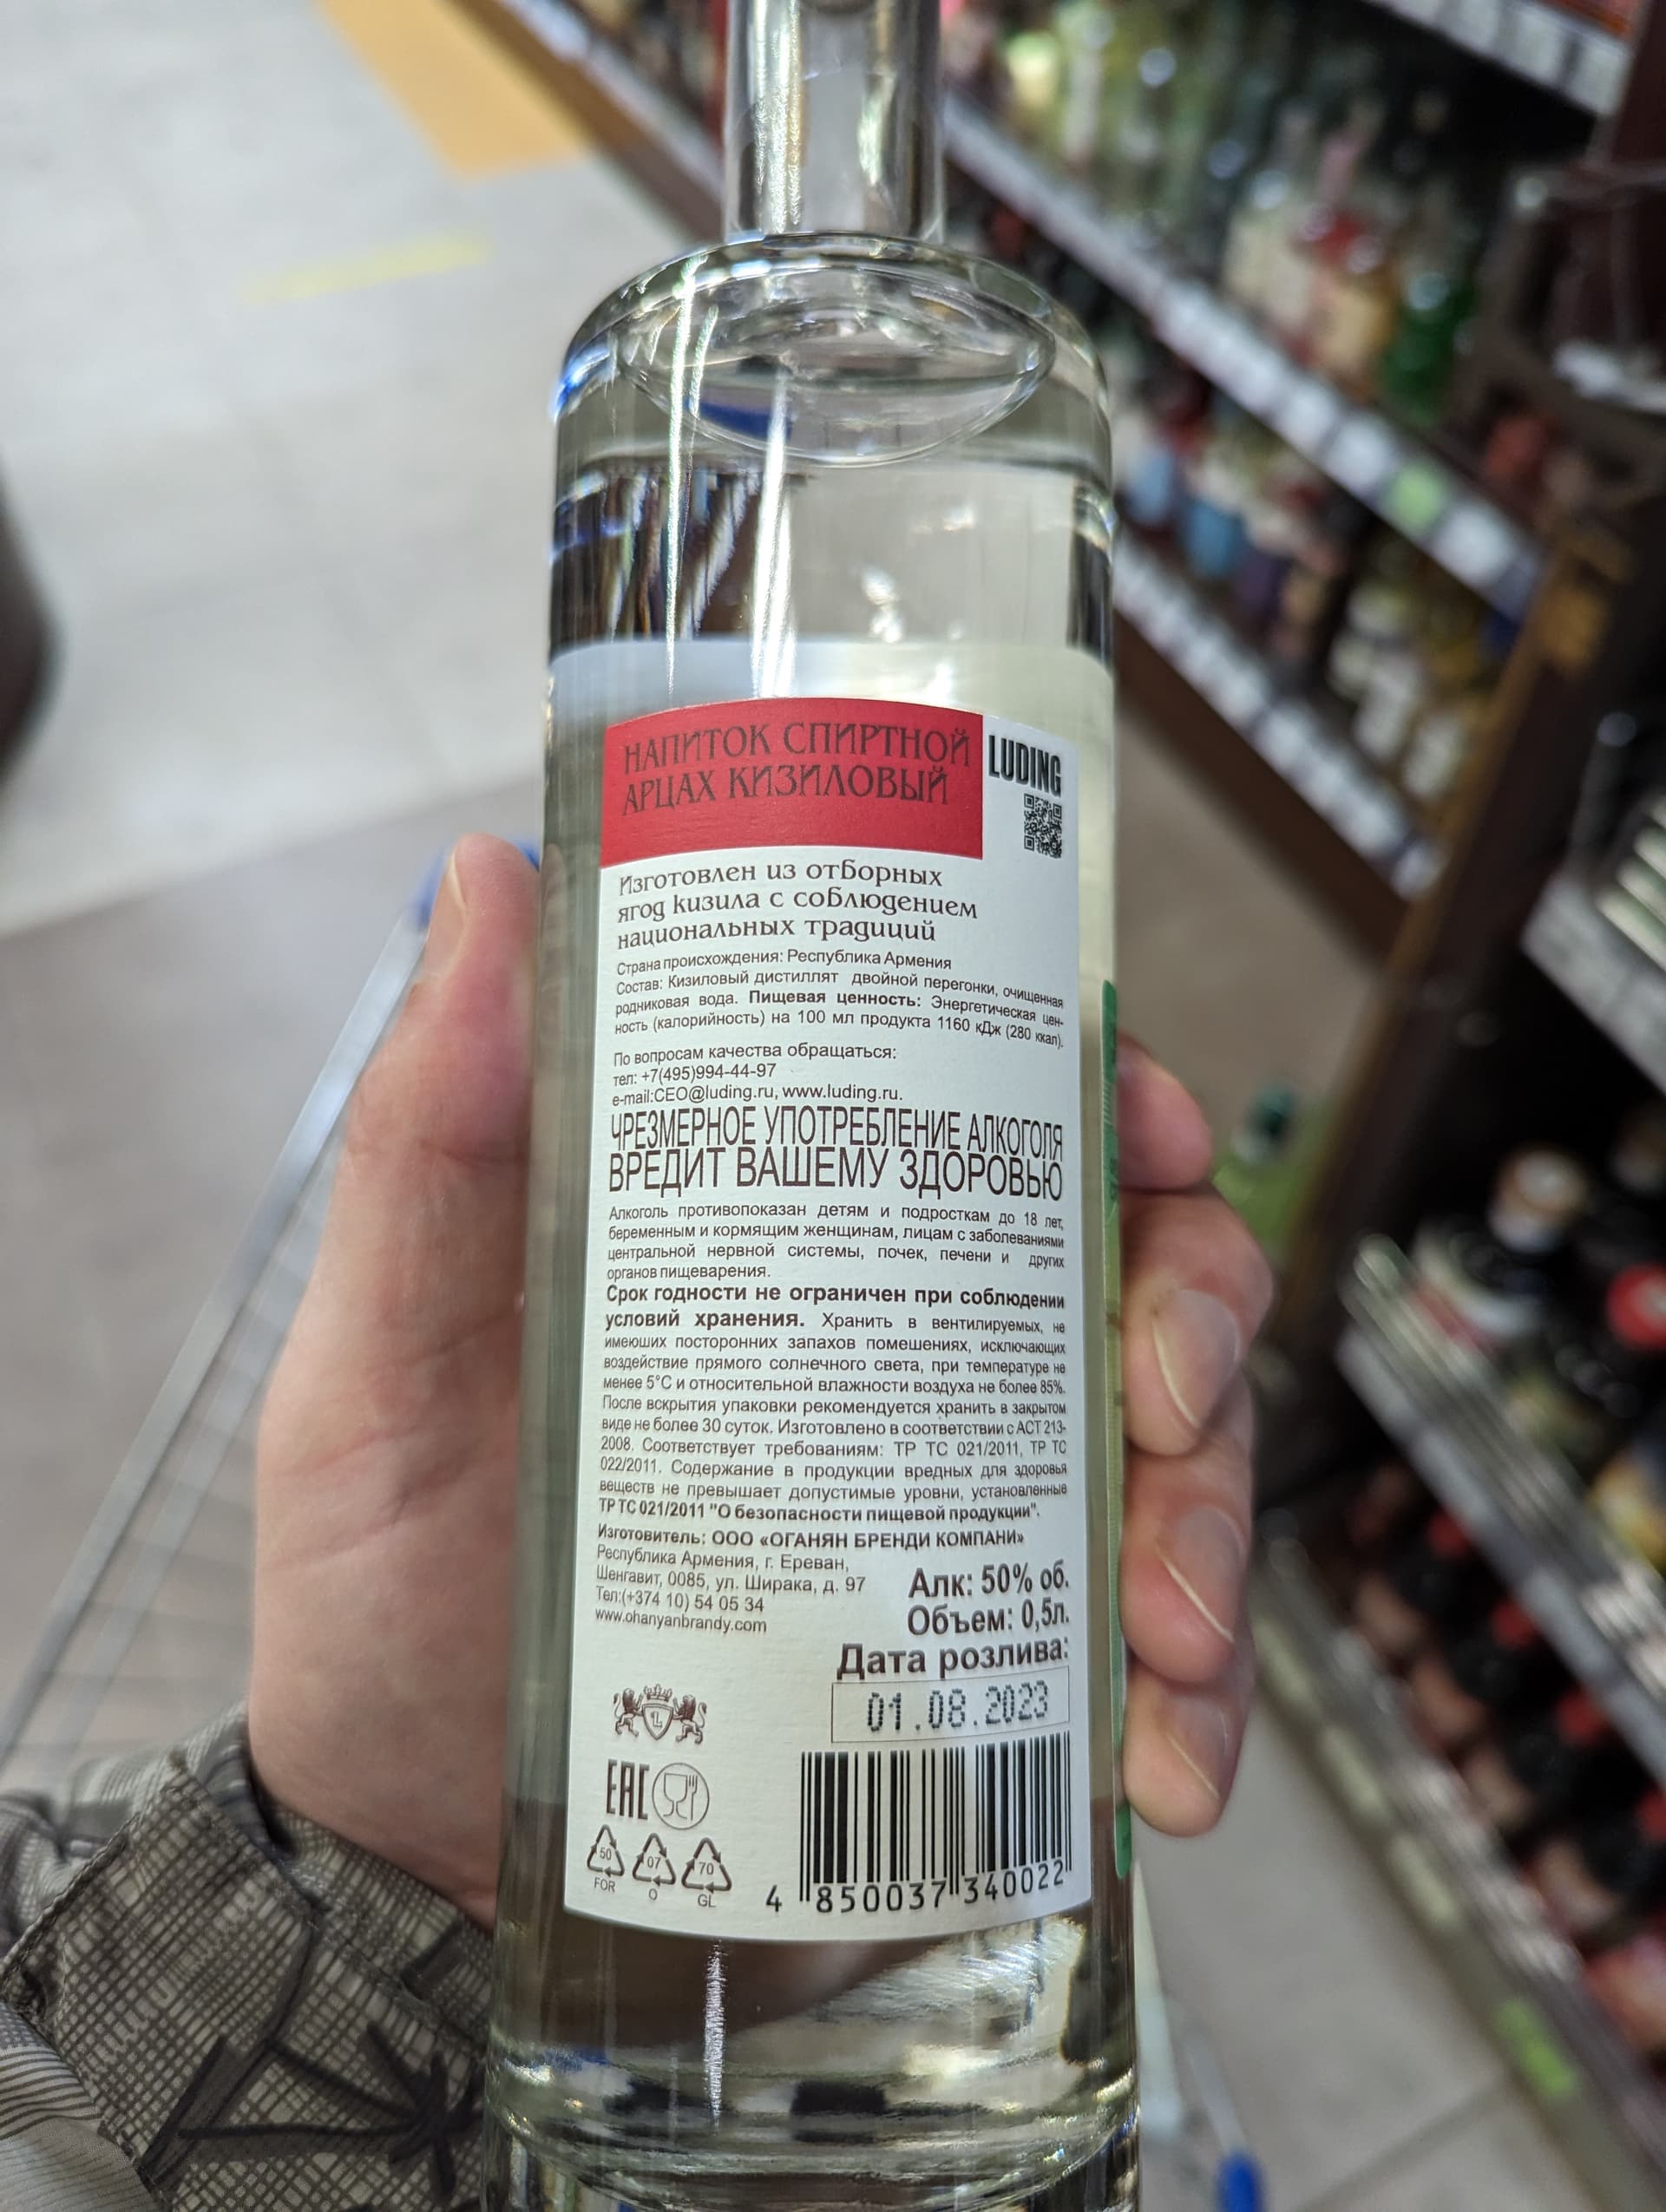 НАПИТОК СПИРТНОЙ
АРЦАХ КИЗИЛОВЫЙ
LUDING
Изготовлен из отборных
ягод кизила с соблюдением
национальных традиций
Страна происхождения: Республика Армения
Состав: Кизиловый дистиллят двойной перегонки, очищенная
родниковая вода. Пищевая ценность: Энергетическая цен-
ность (калорийность) на 100 мл продукта 1160 кДж (280 ккал).
По вопросам качества обращаться:
тел: +7(495)994-44-97
e-mail:CEO@luding.ru, www.luding.ru.
ЧРЕЗМЕРНОЕ УПОТРЕБЛЕНИЕ АЛКОГОЛЯ
ВРЕДИТ ВАШЕМУ ЗДОРОВЬЮ
Алкоголь противопоказан детям и подросткам до 18 лет,
беременным и кормящим женщинам, лицам с заболеваниями
центральной нервной системы, почек, печени и других
органов пищеварения.
Срок годности не ограничен при соблюдении
условий хранения. Хранить в вентилируемых, не
имеюших посторонних запахов помешениях, исключающих
воздействие прямого солнечного света, при температуре не
менее 5°С и относительной влажности воздуха не более 85%.
После вскрытия упаковки рекомендуется хранить в закрытом
виде не более 30 суток. Изготовлено в соответствии с АСТ 213-
2008. Соответствует требованиям: ТР ТС 021/2011, ТР ТС
022/2011. Содержание в продукции вредных для здоровья
веществ не превышает допустимые уровни, установленные
ТР ТС 021/2011 "О безопасности пищевой продукции".
Изготовитель: ООО «ОГАНЯН БРЕНДИ КОМПАНИ»
Республика Армения, г. Ереван,
Шенгавит, 0085, ул. Ширака, д. 97
Тел:(+374 10) 54 05 34
www.ohanyanbrandy.com
Алк: 50% об.
Объем: 0,5л.
Дата розлива:
01.08.2023
EAC
50 07 70
FOR O GL
4 850037 340022